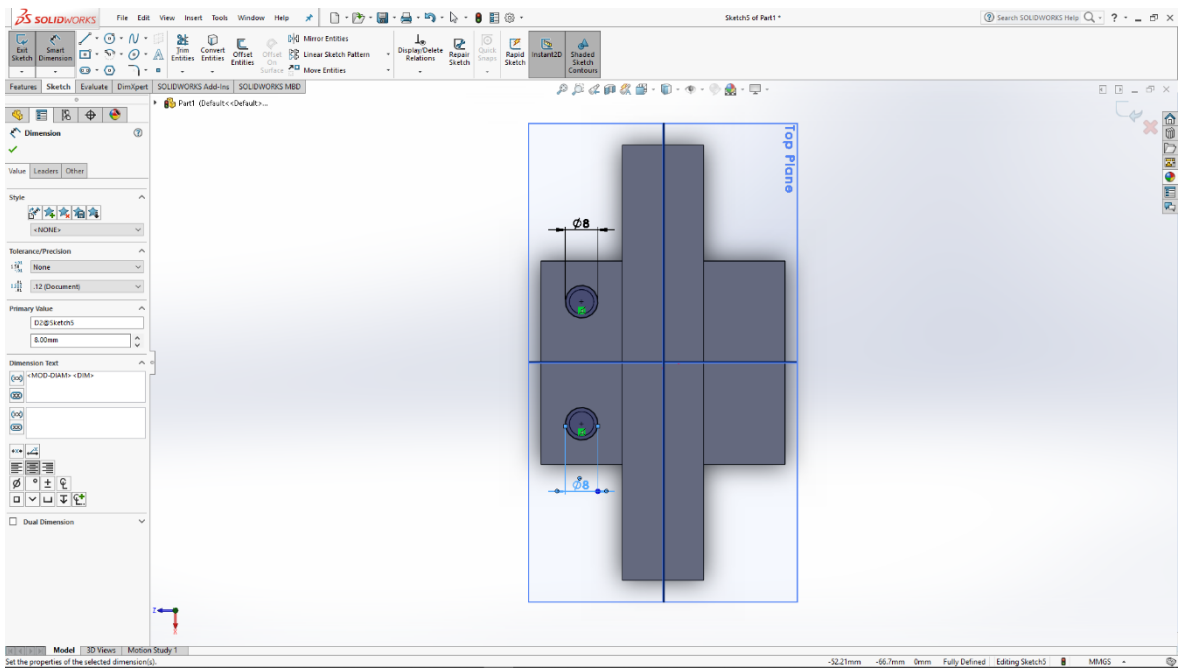 SOLIDWORKS File Edit View Insert Tools Window Help Sketch5 of Part1 * Search SOLIDWORKS Help
Exit Sketch Smart Dimension Trim Entities Convert Entities Offset Entities Offset On Surface Mirror Entities Linear Sketch Pattern Move Entities Display/Delete Relations Repair Sketch Quick Snaps Rapid Sketch Instant2D Shaded Sketch Contours
Features Sketch Evaluate DimXpert SOLIDWORKS Add-Ins SOLIDWORKS MBD
Part1 (Default<<Default>...
Dimension
Value Leaders Other
Style
<NONE>
Tolerance/Precision
None
.12 (Document)
Primary Value
D2@Sketch5
8.00mm
Dimension Text
<MOD-DIAM><DIM>
Dual Dimension
Top Plane
Ø8
Ø8
Z
X
Model 3D Views Motion Study 1
Set the properties of the selected dimension(s). -52.21mm -66.7mm 0mm Fully Defined Editing Sketch5 MMGS